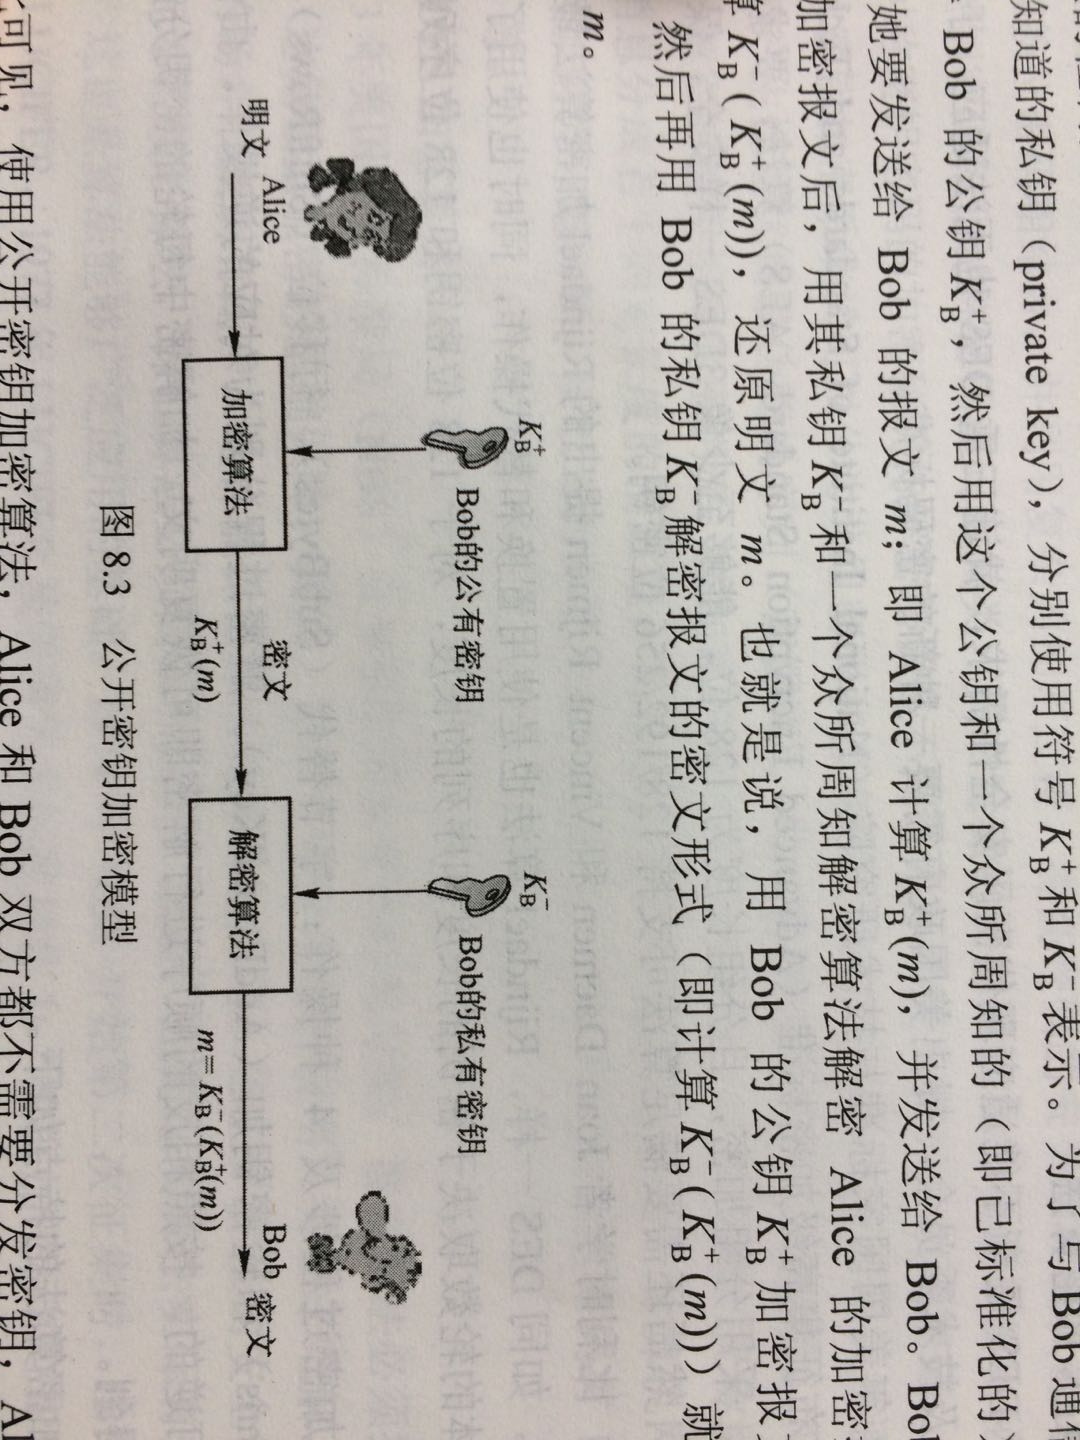 知道的私钥（private key），分别使用符号 K_B^+ 和 K_B^- 表示。为了与 Bob 通信
Bob 的公钥 K_B^+，然后用这个公钥和一个众所周知的（即已标准化的）
她要发送给 Bob 的报文 m；即 Alice 计算 K_B^+(m)，并发送给 Bob。Bob
加密报文后，用其私钥 K_B^- 和一个众所周知解密算法解密 Alice 的加密
算 K_B^-(K_B^+(m))，还原明文 m。也就是说，用 Bob 的公钥 K_B^+ 加密报
然后再用 Bob 的私钥 K_B^- 解密报文的密文形式（即计算 K_B^-(K_B^+(m))）就
m。
K_B^+
Bob的公有密钥
K_B^-
Bob的私有密钥
Alice
明文
加密算法
密文
K_B^+(m)
解密算法
m=K_B^-(K_B^+(m))
Bob
密文
图 8.3 公开密钥加密模型
可见，使用公开密钥加密算法，Alice 和 Bob 双方都不需要分发密钥，Al